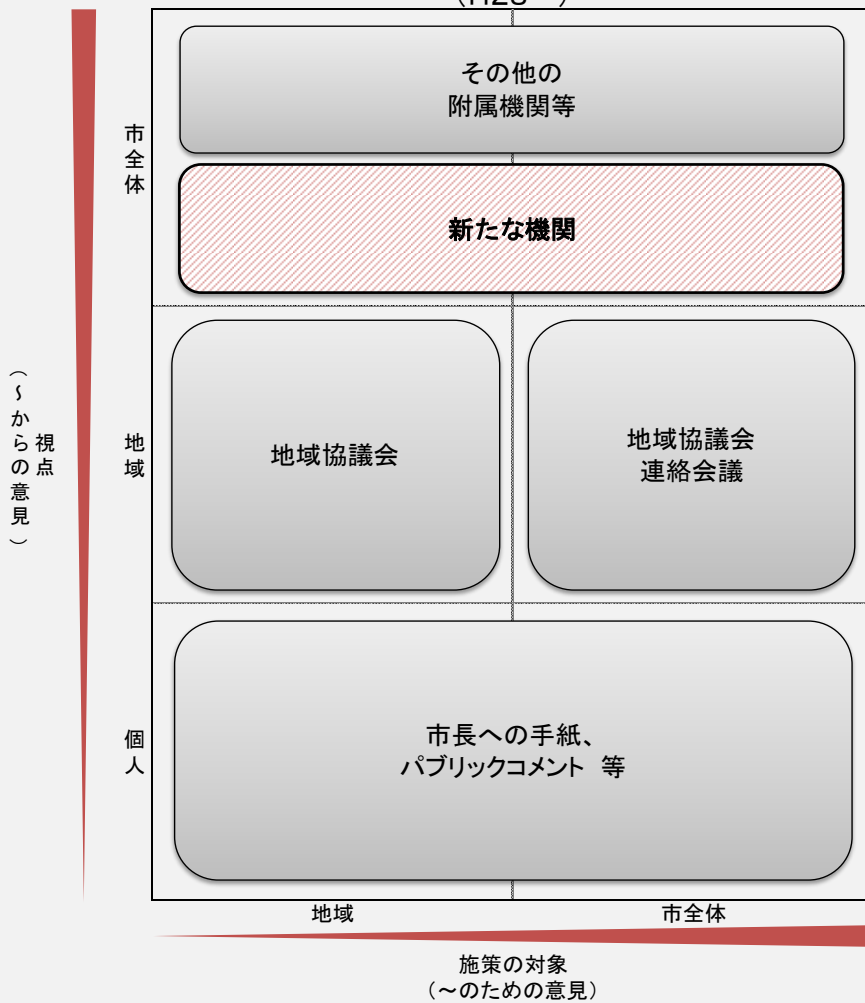 その他の
附属機関等
市全体
新たな機関
視点
(～からの意見)
地域
地域協議会
地域協議会
連絡会議
個人
市長への手紙、
パブリックコメント 等
地域
市全体
施策の対象
(～のための意見)